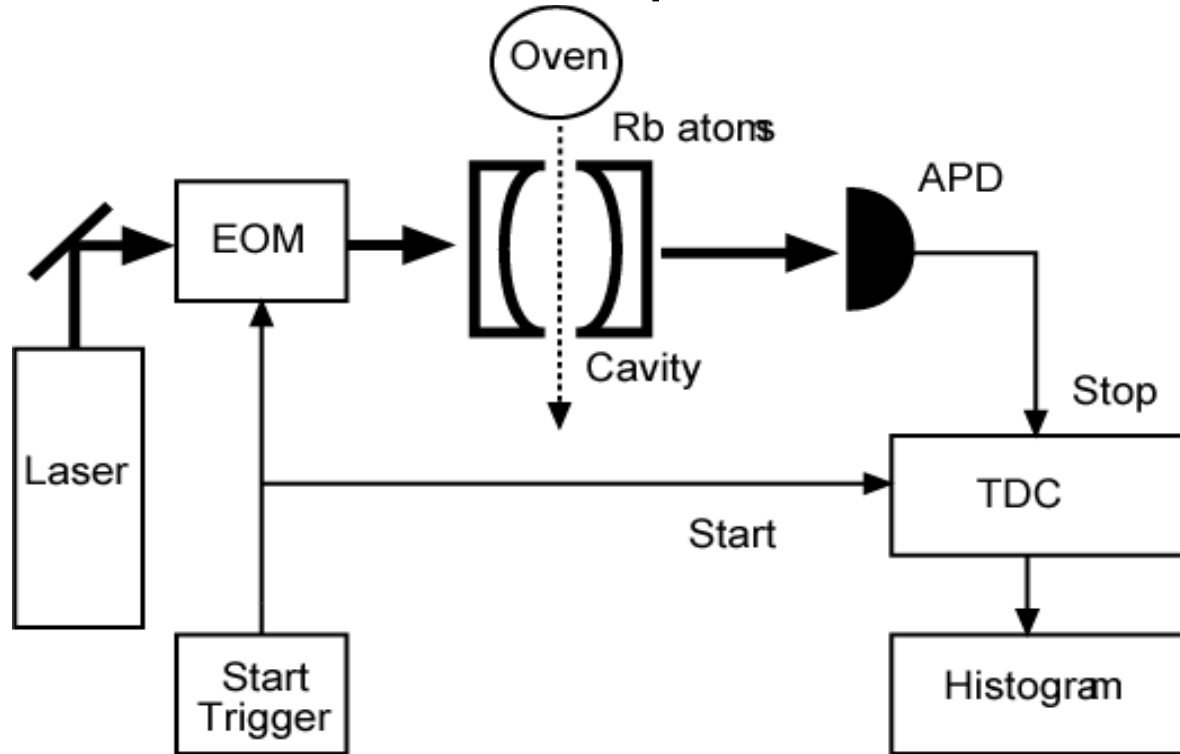 Oven
Rb atoms
APD
EOM
Cavity
Stop
Laser
TDC
Start
Start
Trigger
Histogram